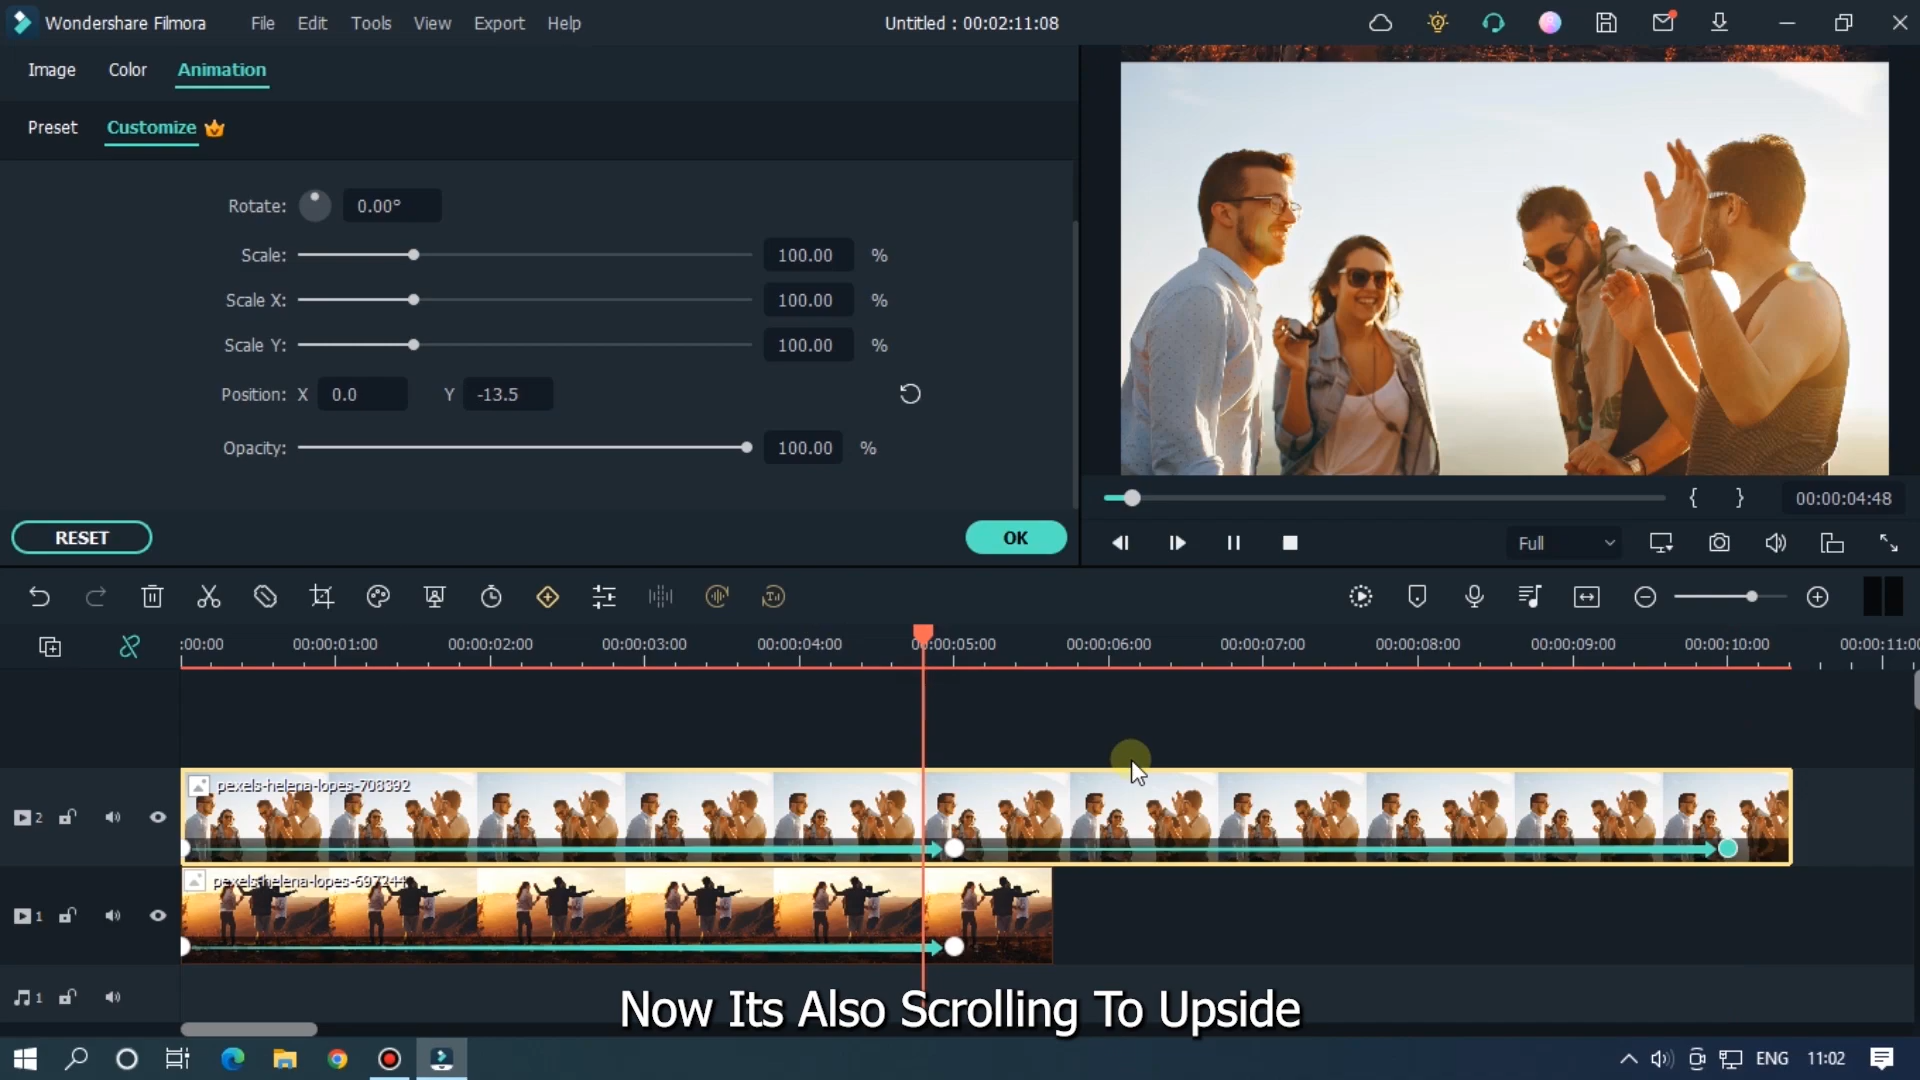 Wondershare Filmora
File Edit Tools View Export Help
Untitled : 00:02:11:08
Image Color Animation
Preset Customize
Rotate: 0.00°
Scale: 100.00 %
Scale X: 100.00 %
Scale Y: 100.00 %
Position: X 0.0 Y -13.5
Opacity: 100.00 %
RESET OK
{ } 00:00:04:48
Full
:00:00 00:00:01:00 00:00:02:00 00:00:03:00 00:00:04:00 00:00:05:00 00:00:06:00 00:00:07:00 00:00:08:00 00:00:09:00 00:00:10:00 00:00:11:00
pexels-helena-lopes-708392
2
pexels-helena-lopes-697244
1
1
Now Its Also Scrolling To Upside
ENG 11:02